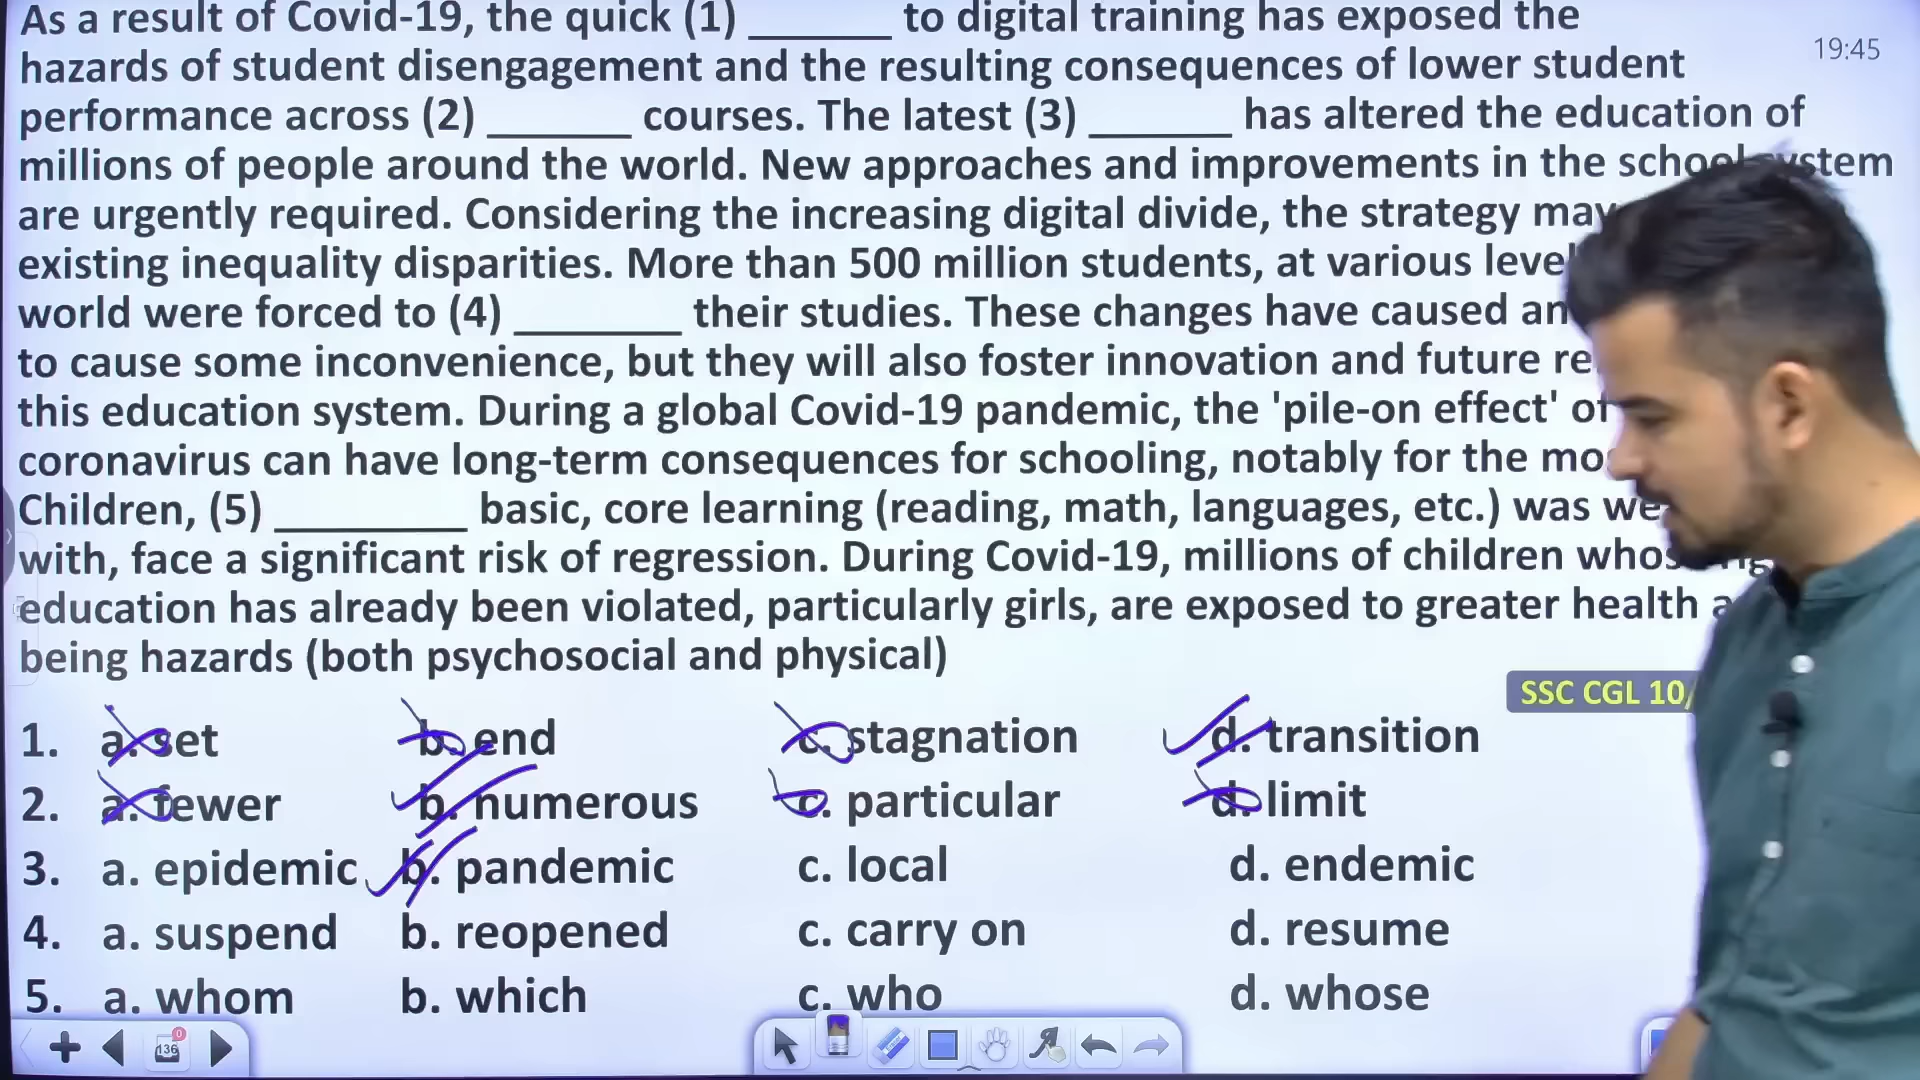 As a result of Covid-19, the quick (1) ______ to digital training has exposed the
19:45
hazards of student disengagement and the resulting consequences of lower student
performance across (2) ______ courses. The latest (3) ______ has altered the education of
millions of people around the world. New approaches and improvements in the school system
are urgently required. Considering the increasing digital divide, the strategy may
existing inequality disparities. More than 500 million students, at various
world were forced to (4) _______ their studies. These changes have caused
to cause some inconvenience, but they will also foster innovation and future
this education system. During a global Covid-19 pandemic, the 'pile-on effect' of
coronavirus can have long-term consequences for schooling, notably for the
Children, (5) ________ basic, core learning (reading, math, languages, etc.) was
with, face a significant risk of regression. During Covid-19, millions of children
education has already been violated, particularly girls, are exposed to greater health
being hazards (both psychosocial and physical)
SSC CGL 10
1. a. set b. end c. stagnation d. transition
2. a. fewer b. numerous c. particular d. limit
3. a. epidemic b. pandemic c. local d. endemic
4. a. suspend b. reopened c. carry on d. resume
5. a. whom b. which c. who d. whose
0
136